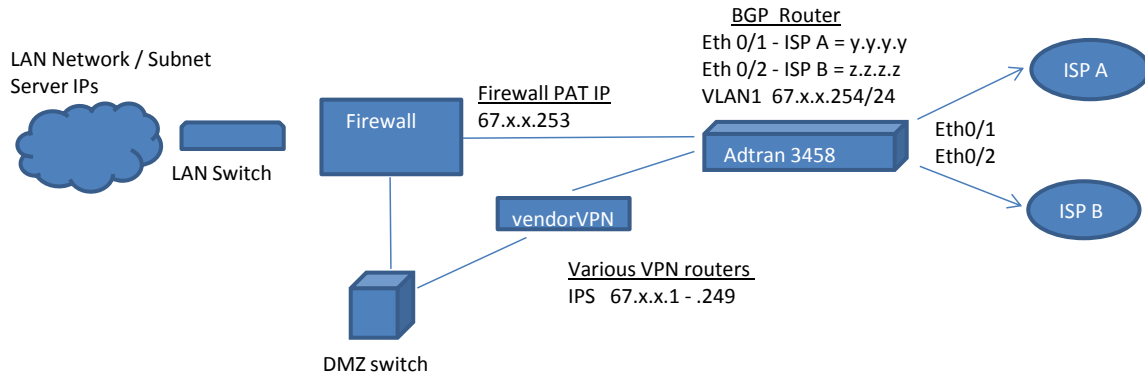 BGP Router
Eth 0/1 - ISP A = y.y.y.y
Eth 0/2 - ISP B = z.z.z.z
VLAN1 67.x.x.254/24
LAN Network / Subnet
Server IPs
ISP A
Firewall PAT IP
67.x.x.253
Firewall
LAN Switch
Adtran 3458
Eth0/1
Eth0/2
ISP B
vendorVPN
Various VPN routers
IPS 67.x.x.1 - .249
DMZ switch